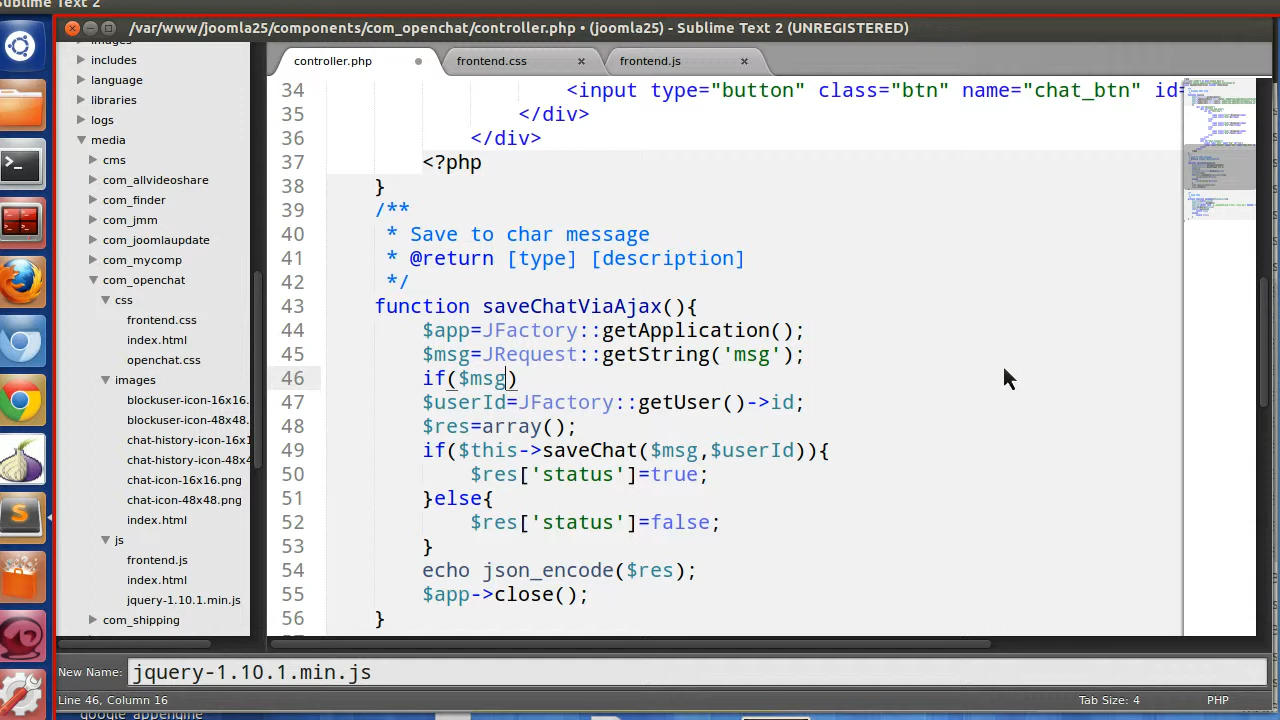 Sublime Text 2
/var/www/joomla25/components/com_openchat/controller.php • (joomla25) - Sublime Text 2 (UNREGISTERED)
images
includes
language
libraries
logs
media
cms
com_allvideoshare
com_finder
com_jmm
com_joomlaupdate
com_mycomp
com_openchat
css
frontend.css
index.html
openchat.css
images
blockuser-icon-16x16.
blockuser-icon-48x48.
chat-history-icon-16x1
chat-history-icon-48x4
chat-icon-16x16.png
chat-icon-48x48.png
index.html
js
frontend.js
index.html
jquery-1.10.1.min.js
com_shipping
controller.php
frontend.css
frontend.js
34 <input type="button" class="btn" name="chat_btn" id=
35 </div>
36 </div>
37 <?php
38 }
39 /**
40 * Save to char message
41 * @return [type] [description]
42 */
43 function saveChatViaAjax(){
44 $app=JFactory::getApplication();
45 $msg=JRequest::getString('msg');
46 if($msg)
47 $userId=JFactory::getUser()->id;
48 $res=array();
49 if($this->saveChat($msg,$userId)){
50 $res['status']=true;
51 }else{
52 $res['status']=false;
53 }
54 echo json_encode($res);
55 $app->close();
56 }
New Name: jquery-1.10.1.min.js
Line 46, Column 16
Tab Size: 4
PHP
google appengine